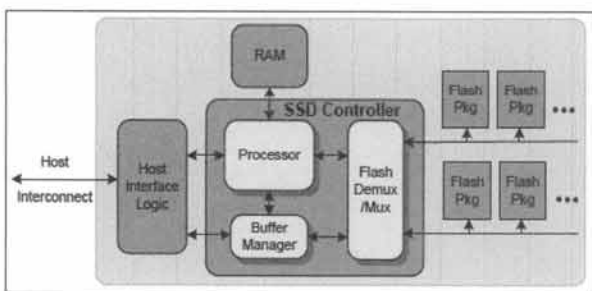 RAM
SSD Controller
Flash
Pkg
Flash
Pkg
Host
Interconnect
Host
Interface
Logic
Processor
Flash
Demux
/Mux
Buffer
Manager
Flash
Pkg
Flash
Pkg